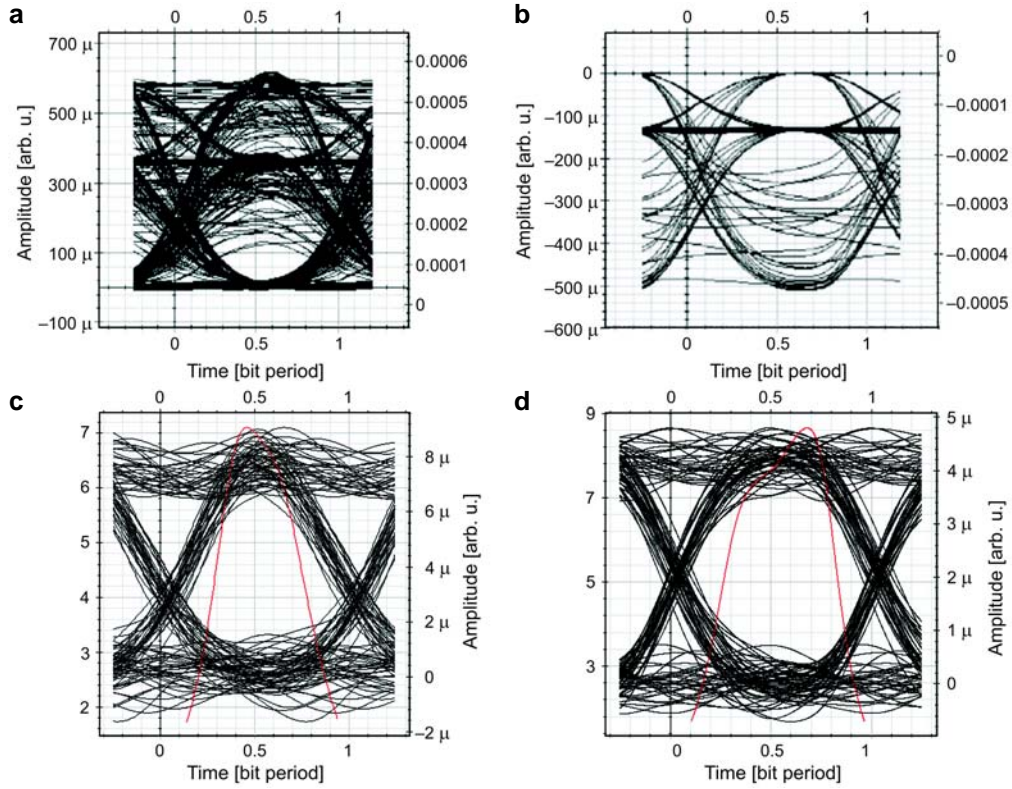 a
0 0.5 1
700 μ
500 μ
300 μ
100 μ
−100 μ
Amplitude [arb. u.]
0.0006
0.0005
0.0004
0.0003
0.0002
0.0001
0
0 0.5 1
Time [bit period]
b
0 0.5 1
0
−100 μ
−200 μ
−300 μ
−400 μ
−500 μ
−600 μ
Amplitude [arb. u.]
0
−0.0001
−0.0002
−0.0003
−0.0004
−0.0005
0 0.5 1
Time [bit period]
c
0 0.5 1
7
6
2
4
3
2
8 μ
6 μ
4 μ
2 μ
0
−2 μ
Amplitude [arb. u.]
0 0.5 1
Time [bit period]
d
0 0.5 1
9
7
5
3
5 μ
4 μ
3 μ
2 μ
1 μ
0
Amplitude [arb. u.]
0 0.5 1
Time [bit period]